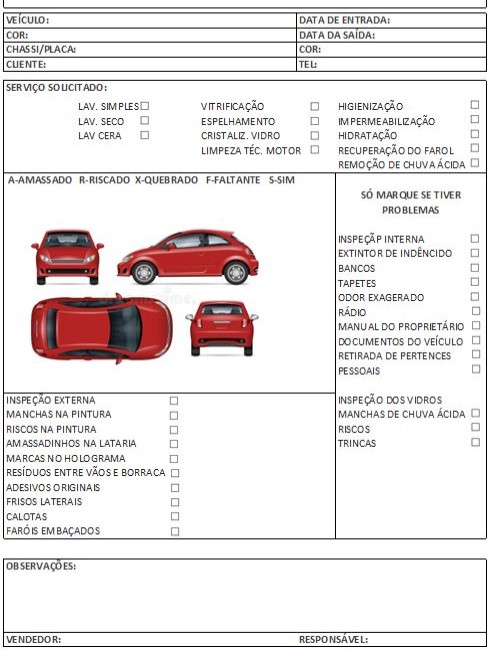 VEÍCULO: DATA DE ENTRADA:
COR: DATA DA SAÍDA:
CHASSI/PLACA: COR:
CLIENTE: TEL:
SERVIÇO SOLICITADO:
LAV. SIMPLES VITRIFICAÇÃO HIGIENIZAÇÃO
LAV. SECO ESPELHAMENTO IMPERMEABILIZAÇÃO
LAV CERA CRISTALIZ. VIDRO HIDRATAÇÃO
LIMPEZA TÉC. MOTOR RECUPERAÇÃO DO FAROL
REMOÇÃO DE CHUVA ÁCIDA
A-AMASSADO R-RISCADO X-QUEBRADO F-FALTANTE S-SIM
SÓ MARQUE SE TIVER
PROBLEMAS
INSPEÇÃP INTERNA
EXTINTOR DE INDÊNCIDO
BANCOS
TAPETES
ODOR EXAGERADO
RÁDIO
MANUAL DO PROPRIETÁRIO
DOCUMENTOS DO VEÍCULO
RETIRADA DE PERTENCES
PESSOAIS
INSPEÇÃO DOS VIDROS
MANCHAS DE CHUVA ÁCIDA
RISCOS
TRINCAS
INSPEÇÃO EXTERNA
MANCHAS NA PINTURA
RISCOS NA PINTURA
AMASSADINHOS NA LATARIA
MARCAS NO HOLOGRAMA
RESÍDUOS ENTRE VÃOS E BORRACA
ADESIVOS ORIGINAIS
FRISOS LATERAIS
CALOTAS
FARÓIS EMBAÇADOS
OBSERVAÇÕES:
VENDEDOR: RESPONSÁVEL: